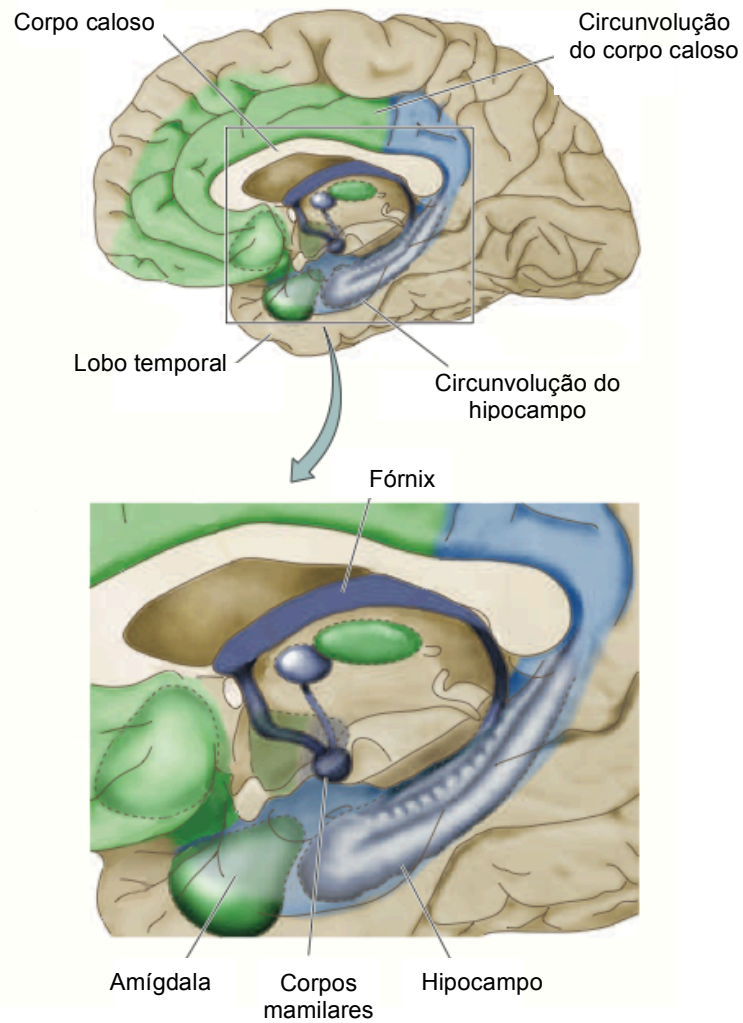 Corpo caloso
Circunvolução
do corpo caloso
Lobo temporal
Circunvolução do
hipocampo
Fórnix
Amígdala
Corpos
mamilares
Hipocampo